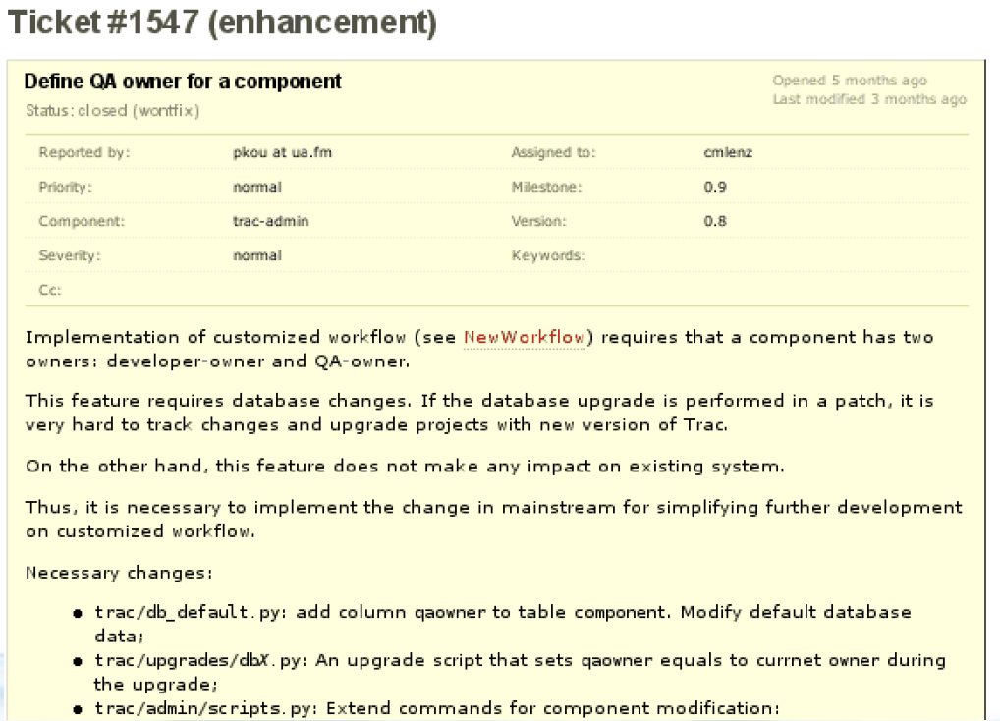 Ticket #1547 (enhancement)
Define QA owner for a component
Opened 5 months ago
Status: closed (wontfix)
Last modified 3 months ago
Reported by: pkou at ua.fm Assigned to: cmlenz
Priority: normal Milestone: 0.9
Component: trac-admin Version: 0.8
Severity: normal Keywords:
Cc:
Implementation of customized workflow (see NewWorkflow) requires that a component has two
owners: developer-owner and QA-owner.
This feature requires database changes. If the database upgrade is performed in a patch, it is
very hard to track changes and upgrade projects with new version of Trac.
On the other hand, this feature does not make any impact on existing system.
Thus, it is necessary to implement the change in mainstream for simplifying further development
on customized workflow.
Necessary changes:
● trac/db_default.py: add column qaowner to table component. Modify default database
data;
● trac/upgrades/dbX.py: An upgrade script that sets qaowner equals to currnet owner during
the upgrade;
● trac/admin/scripts.py: Extend commands for component modification: